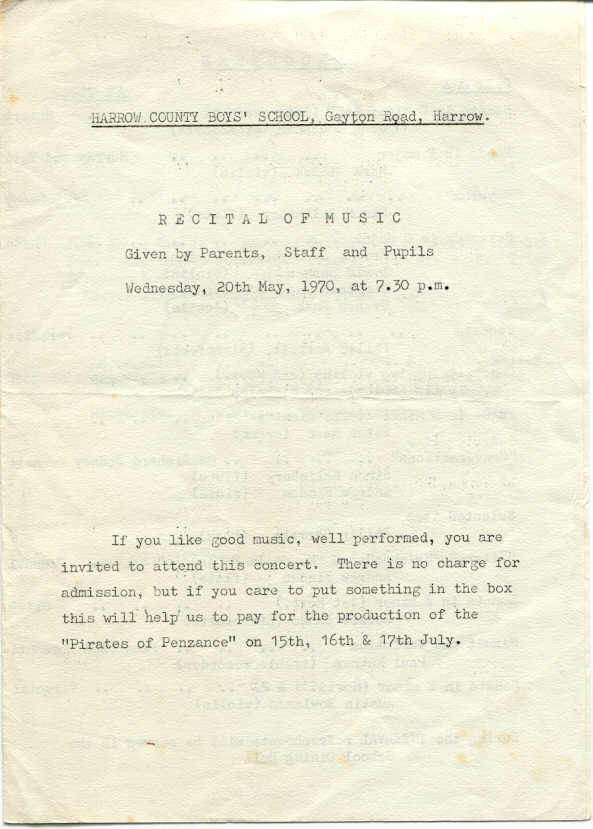 HARROW COUNTY BOYS' SCHOOL, Gayton Road, Harrow.
RECITAL OF MUSIC
Given by Parents, Staff and Pupils
Wednesday, 20th May, 1970, at 7.30 p.m.
If you like good music, well performed, you are
invited to attend this concert. There is no charge for
admission, but if you care to put something in the box
this will help us to pay for the production of the
"Pirates of Penzance" on 15th, 16th & 17th July.